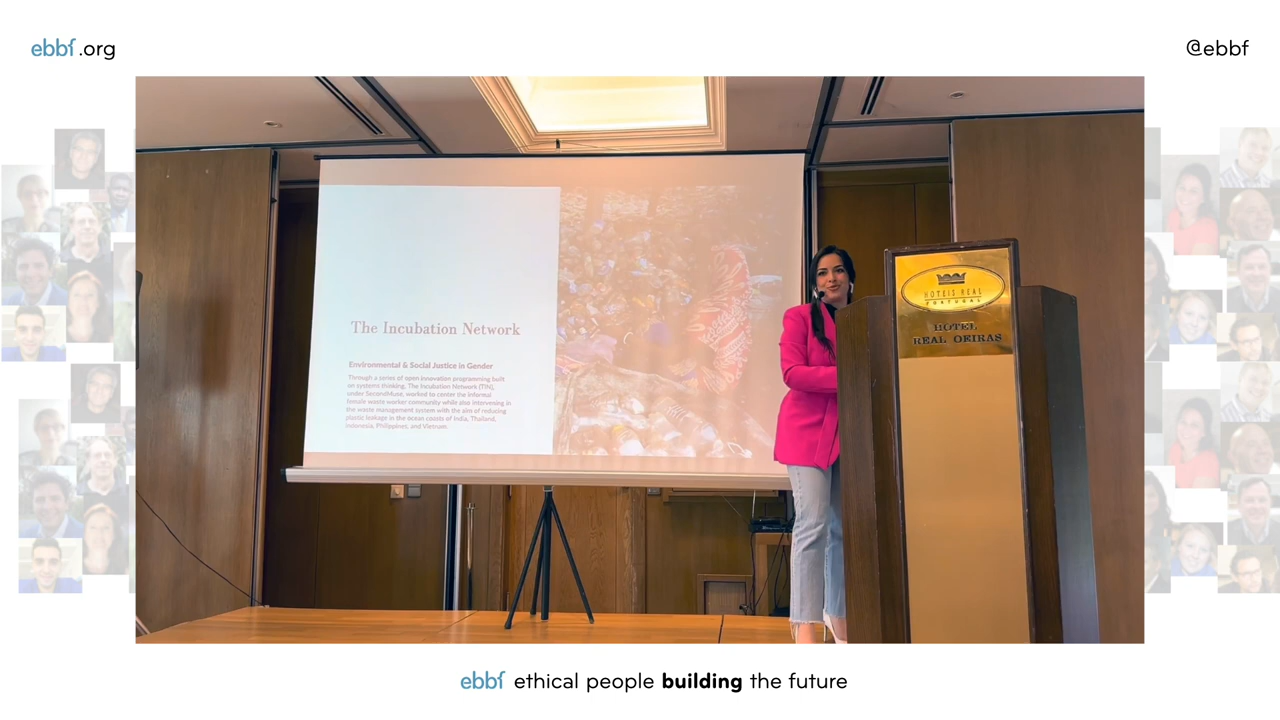 ebbf.org
@ebbf
HOTEIS REAL
PORTUGAL
HOTEL
REAL OEIRAS
The Incubation Network
Environmental & Social Justice in Gender
Through a series of open innovation programming built
on systems thinking, The Incubation Network (TIN),
under SecondMuse, worked to center the informal
female waste worker community while also intervening in
the waste management system with the aim of reducing
plastic leakage in the ocean coasts of India, Thailand,
Indonesia, Philippines, and Vietnam.
ebbf ethical people building the future